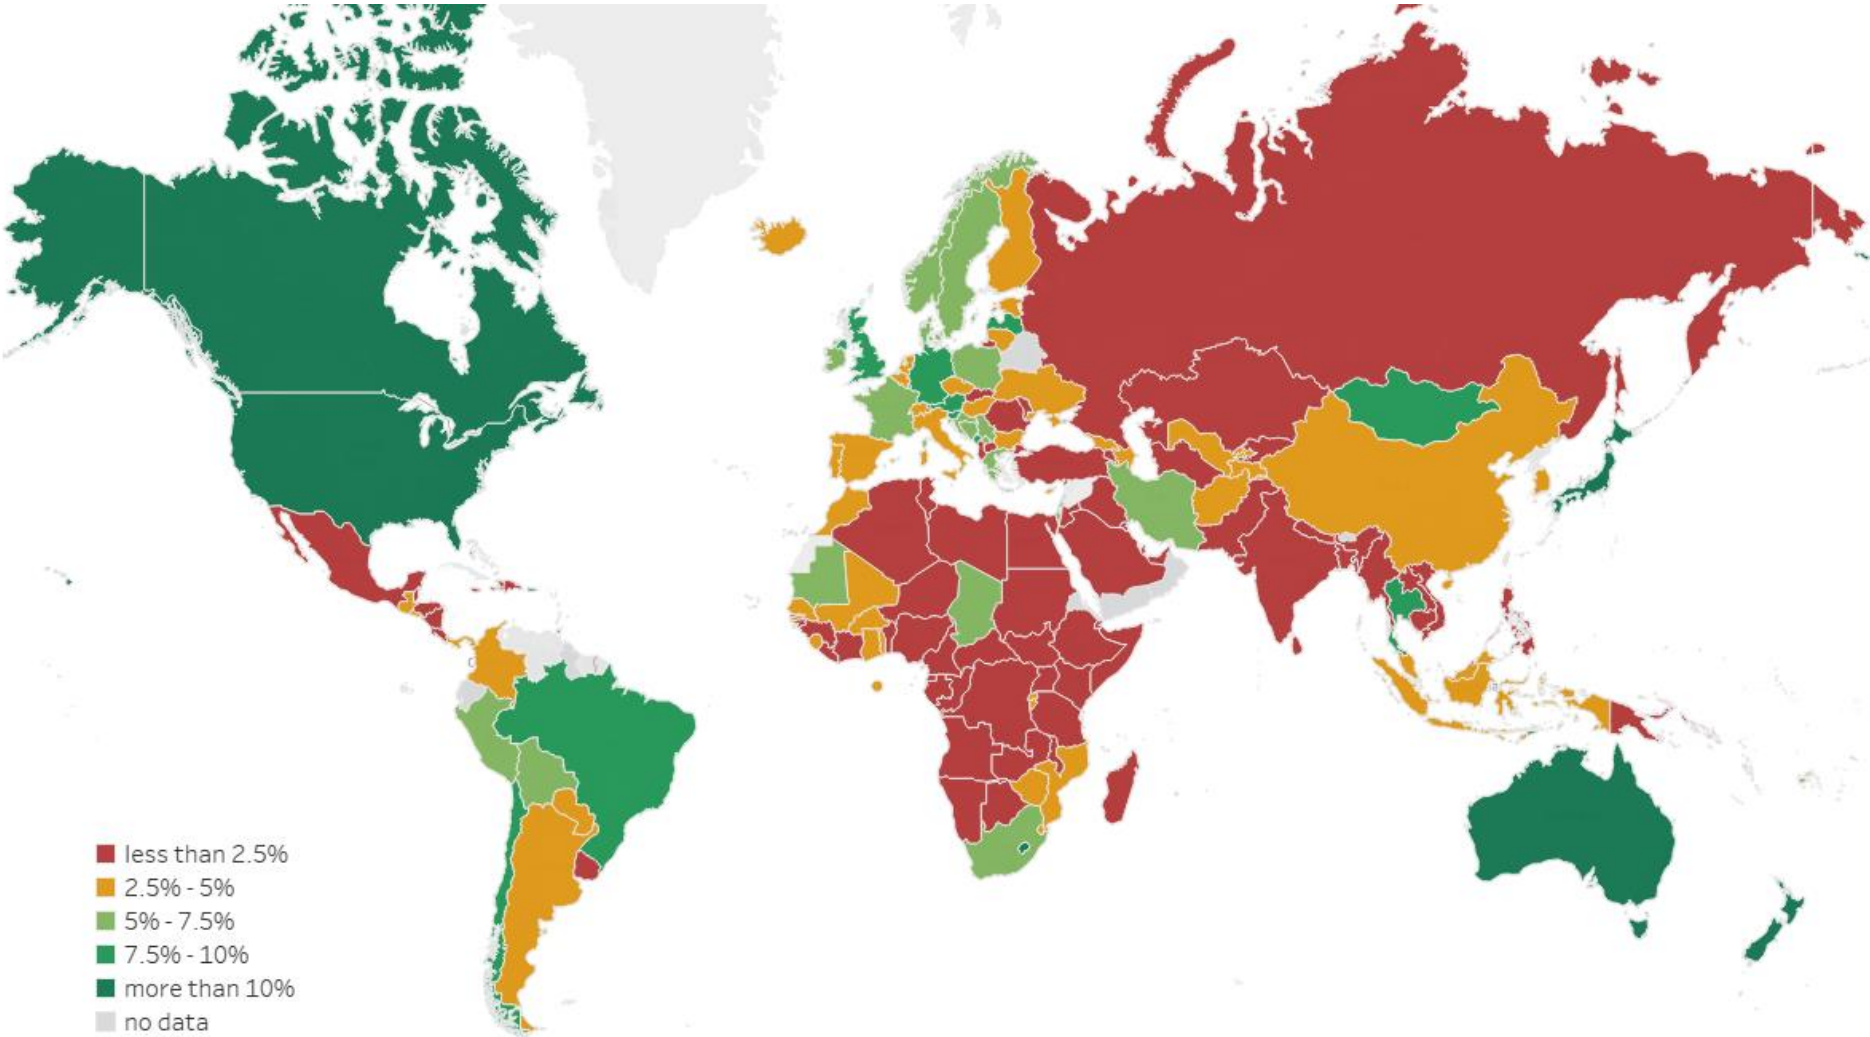 less than 2.5%
2.5% - 5%
5% - 7.5%
7.5% - 10%
more than 10%
no data